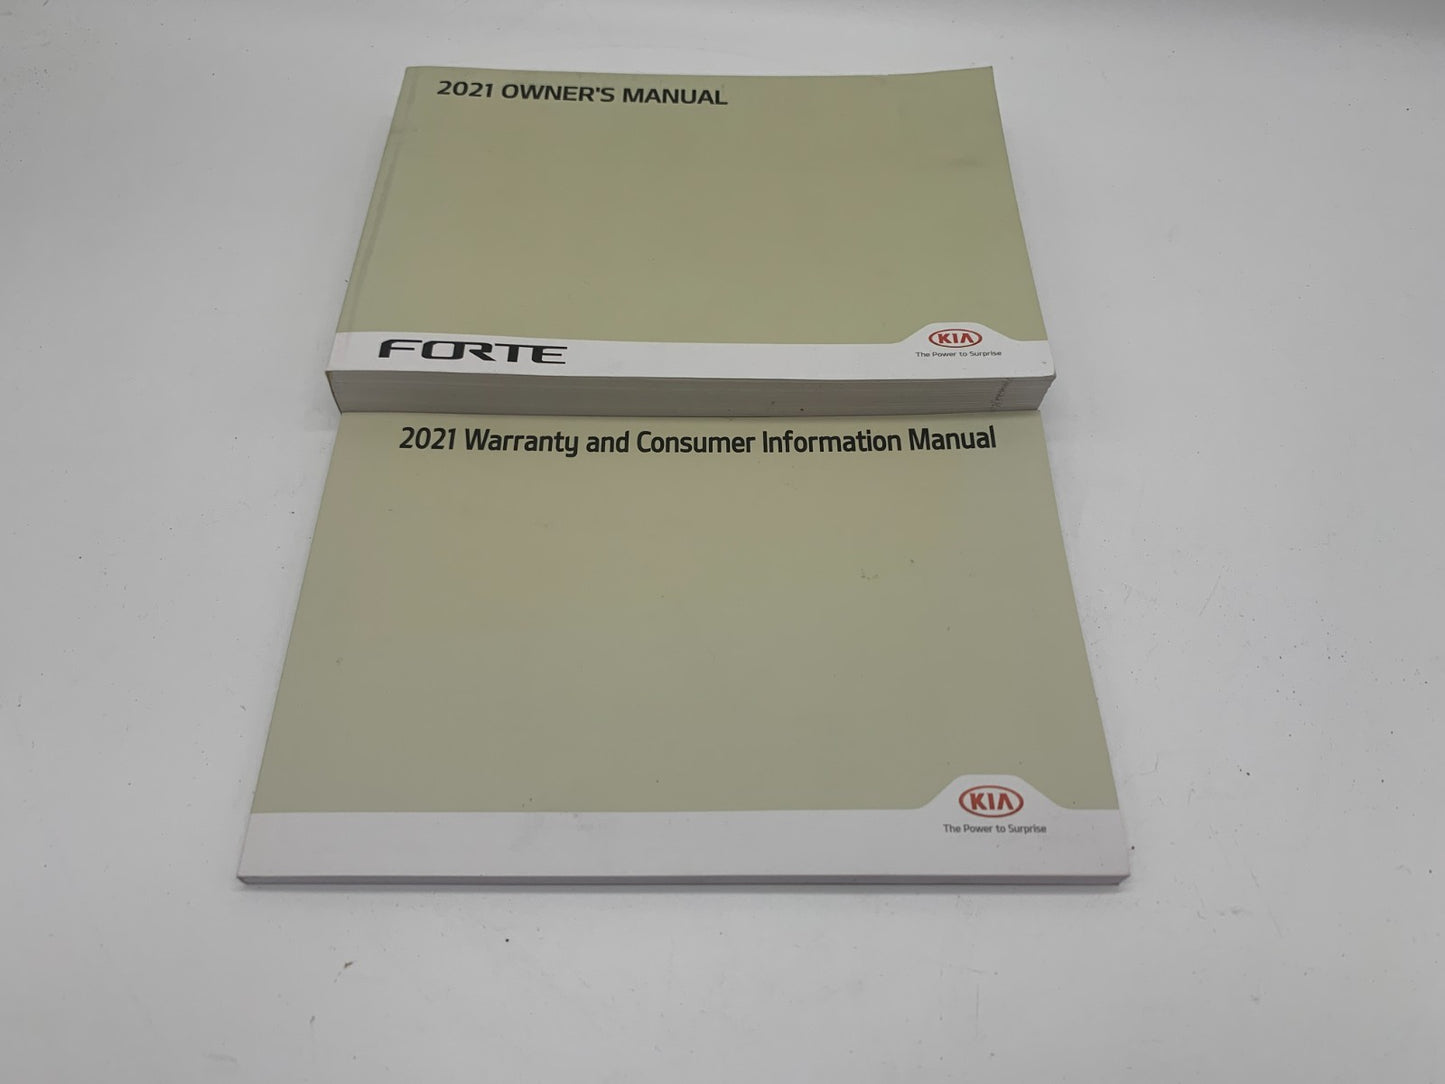 2021 OWNER'S MANUAL
FORTE
KIA
The Power to Surprise
2021 Warranty and Consumer Information Manual
KIA
The Power to Surprise